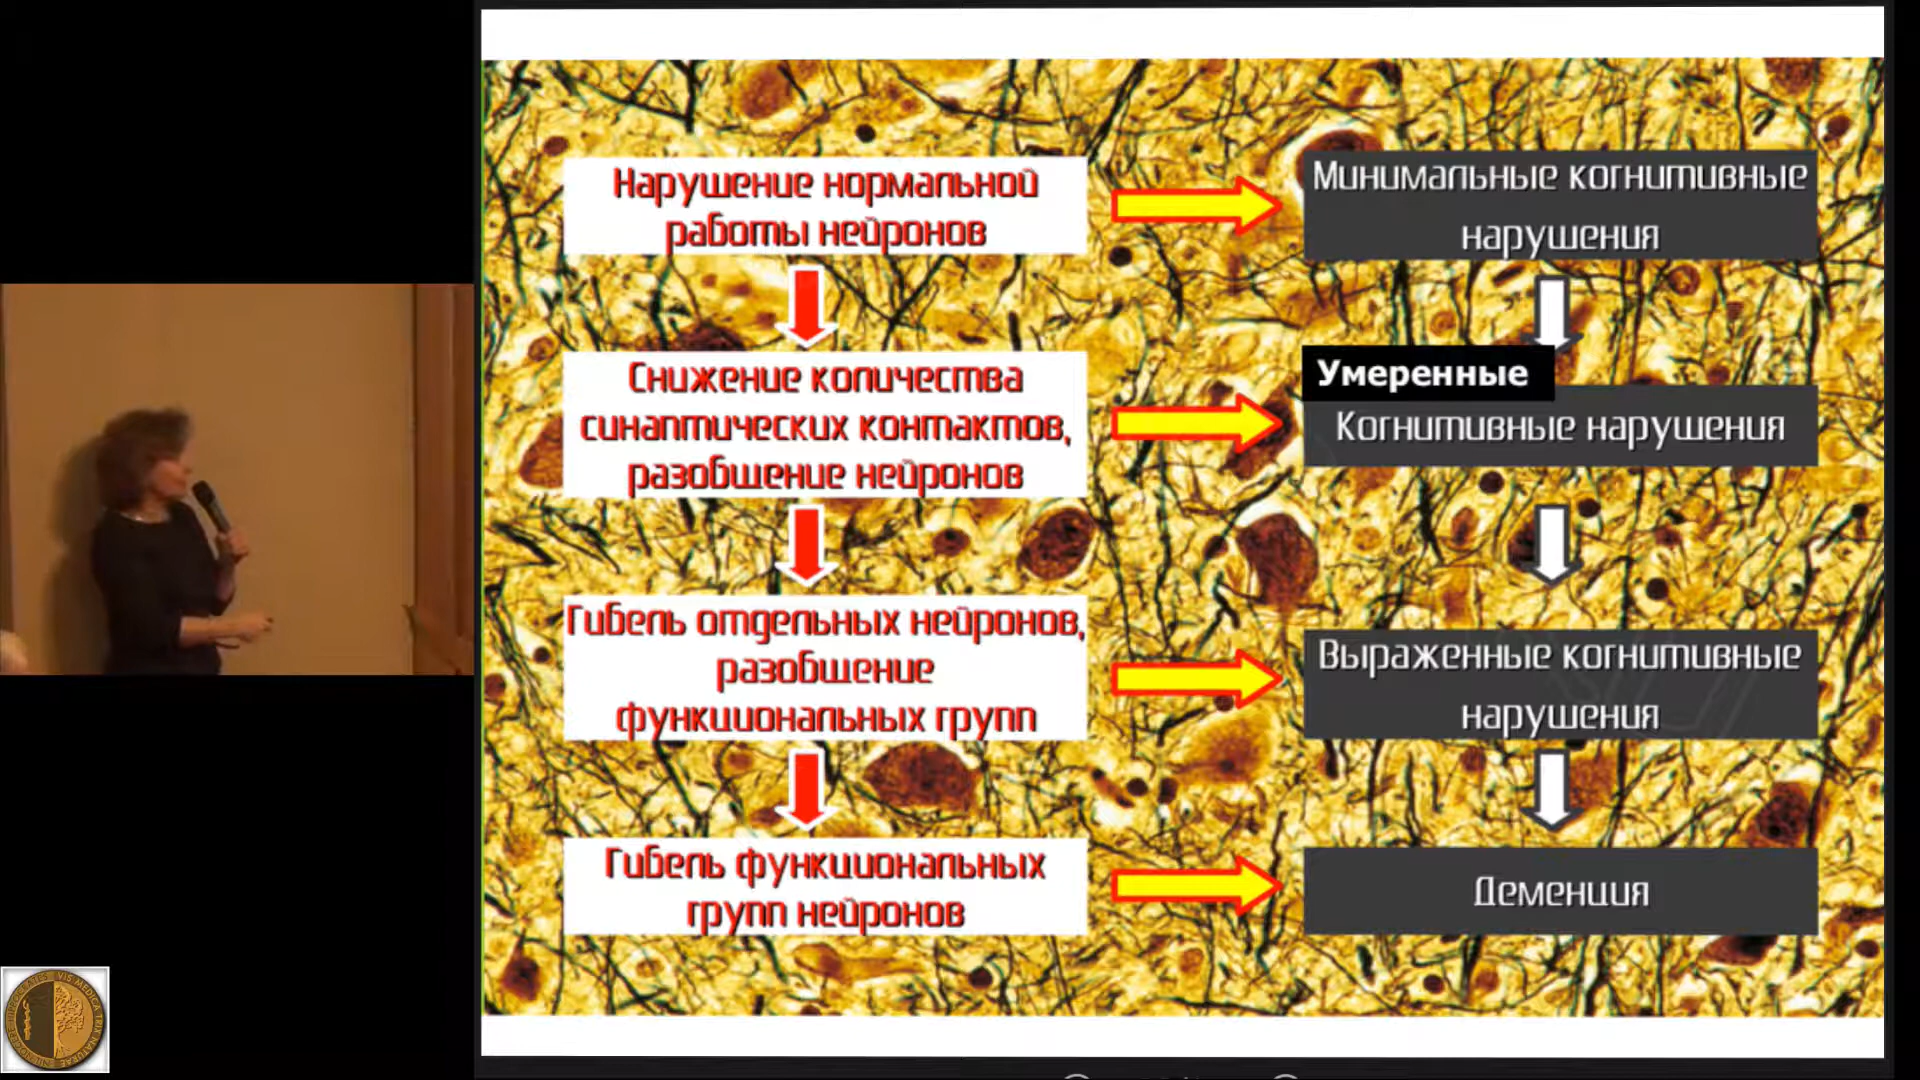 Нарушение нормальной
работы нейронов
Минимальные когнитивные
нарушения
Снижение количества
синаптических контактов,
разобщение нейронов
Умеренные
Когнитивные нарушения
Гибель отдельных нейронов,
разобщение
функциональных групп
Выраженные когнитивные
нарушения
Гибель функциональных
групп нейронов
Деменция